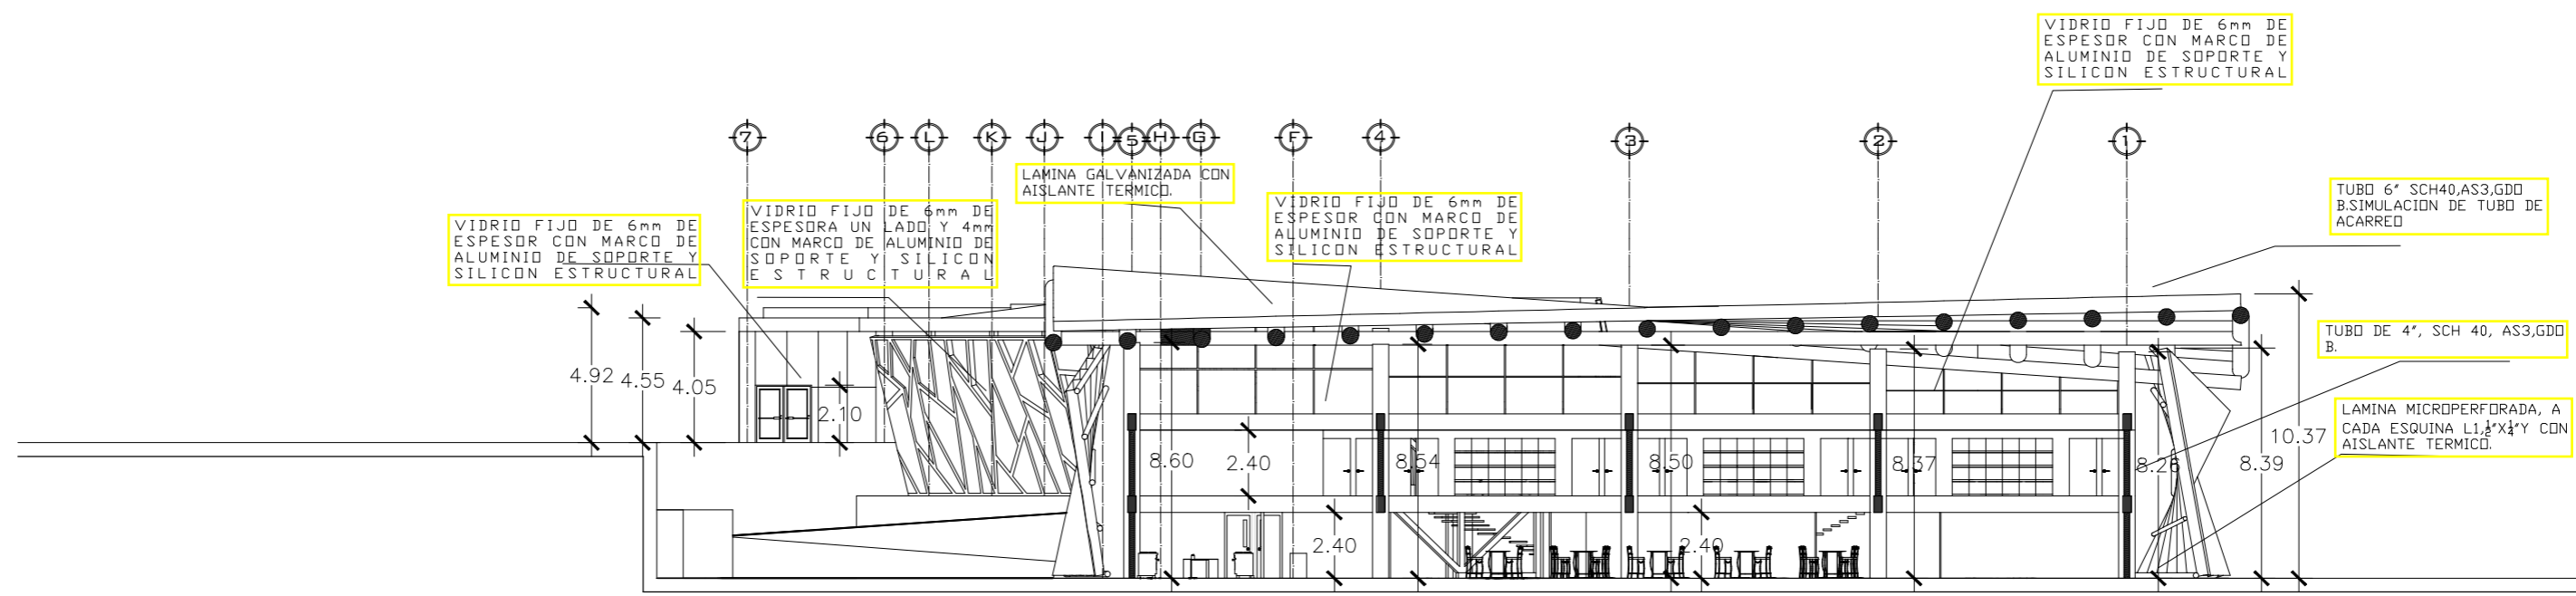 VIDRIO FIJO DE 6mm DE
ESPESOR CON MARCO DE
ALUMINIO DE SOPORTE Y
SILICON ESTRUCTURAL
7
6
L
K
J
I
5
H
G
F
4
3
2
1
LAMINA GALVANIZADA CON
AISLANTE TERMICO.
TUBO 6" SCH40,AS3,GDO
B.SIMULACION DE TUBO DE
ACARREO
VIDRIO FIJO DE 6mm DE
ESPESOR CON MARCO DE
ALUMINIO DE SOPORTE Y
SILICON ESTRUCTURAL
VIDRIO FIJO DE 6mm DE
ESPESORA UN LADO Y 4mm
CON MARCO DE ALUMINIO DE
SOPORTE Y SILICON
ESTRUCTURAL
VIDRIO FIJO DE 6mm DE
ESPESOR CON MARCO DE
ALUMINIO DE SOPORTE Y
SILICON ESTRUCTURAL
TUBO DE 4", SCH 40, AS3,GDO
B.
LAMINA MICROPERFORADA, A
CADA ESQUINA L1,½"X¼"Y CON
AISLANTE TERMICO.
4.92
4.55
4.05
2.10
8.60
2.40
8.54
8.50
8.37
8.26
8.39
10.37
2.40
2.40